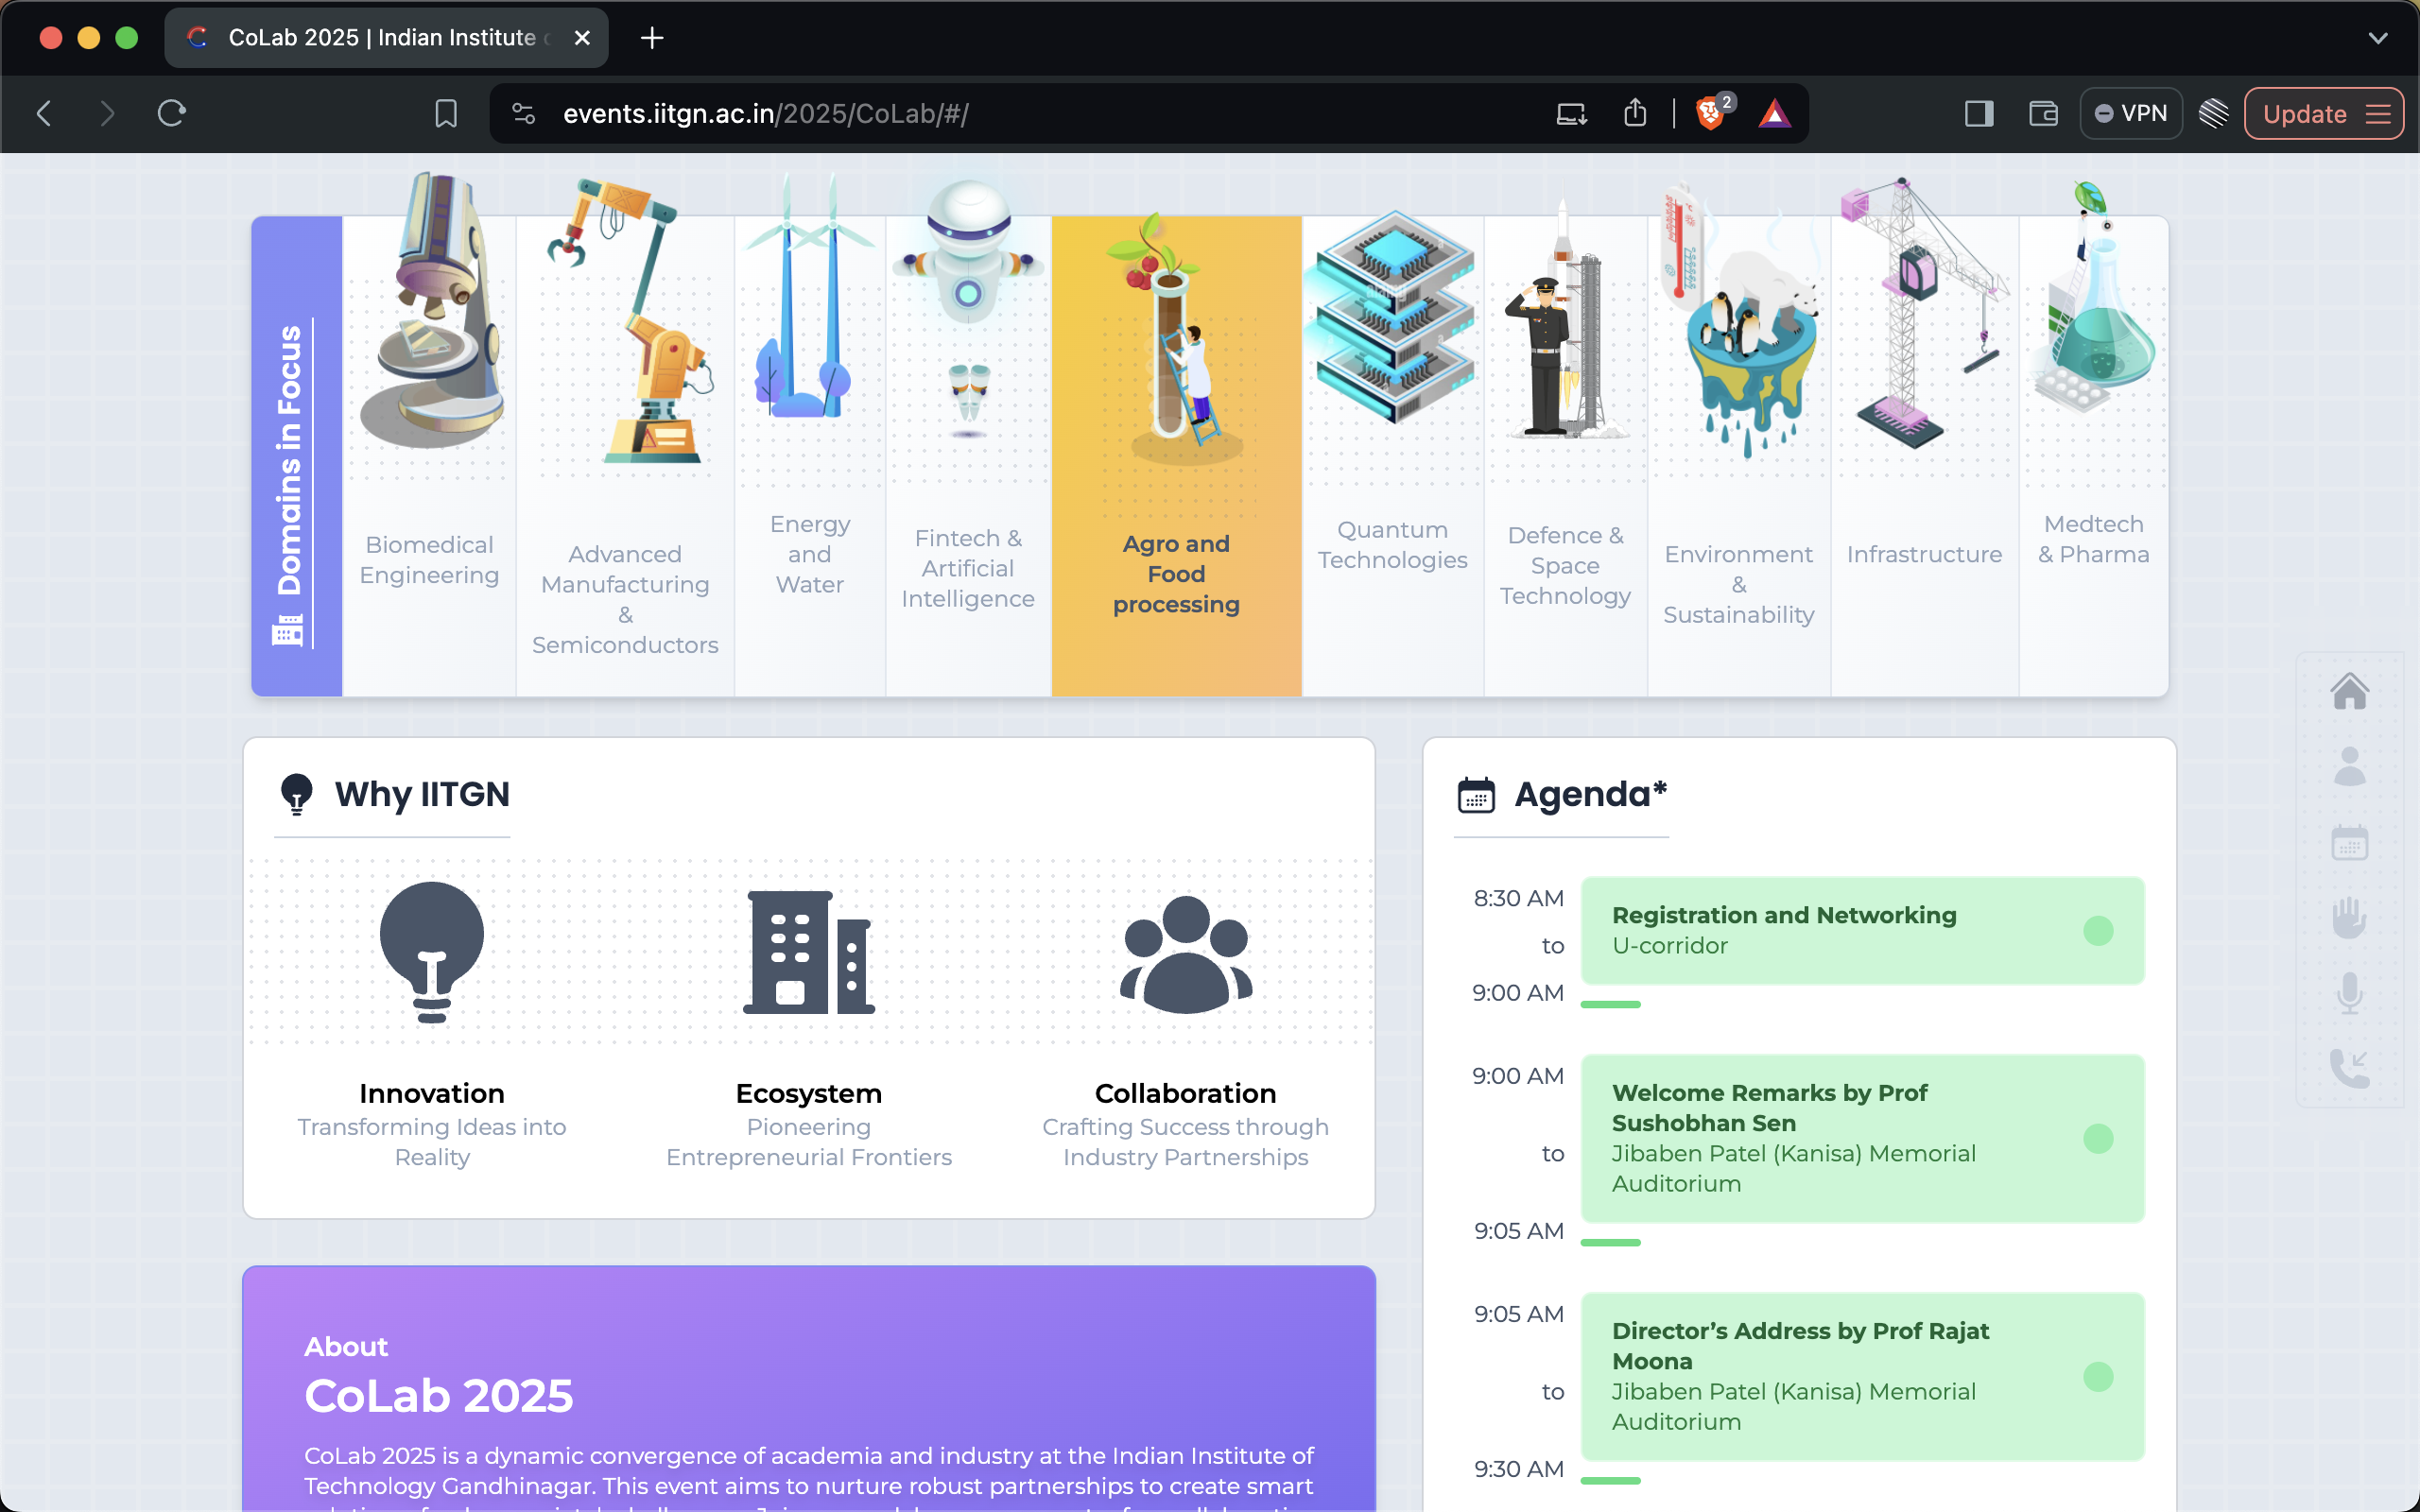 CoLab 2025 | Indian Institute
events.iitgn.ac.in/2025/CoLab/#/
2
VPN
Update
Domains in Focus
Biomedical
Engineering
Advanced
Manufacturing
&
Semiconductors
Energy
and
Water
Fintech &
Artificial
Intelligence
Agro and
Food
processing
Quantum
Technologies
Defence &
Space
Technology
Environment
&
Sustainability
Infrastructure
Medtech
& Pharma
Why IITGN
Innovation
Transforming Ideas into
Reality
Ecosystem
Pioneering
Entrepreneurial Frontiers
Collaboration
Crafting Success through
Industry Partnerships
About
CoLab 2025
CoLab 2025 is a dynamic convergence of academia and industry at the Indian Institute of
Technology Gandhinagar. This event aims to nurture robust partnerships to create smart
Agenda*
8:30 AM
to
9:00 AM
Registration and Networking
U-corridor
9:00 AM
to
9:05 AM
Welcome Remarks by Prof
Sushobhan Sen
Jibaben Patel (Kanisa) Memorial
Auditorium
9:05 AM
to
9:30 AM
Director's Address by Prof Rajat
Moona
Jibaben Patel (Kanisa) Memorial
Auditorium